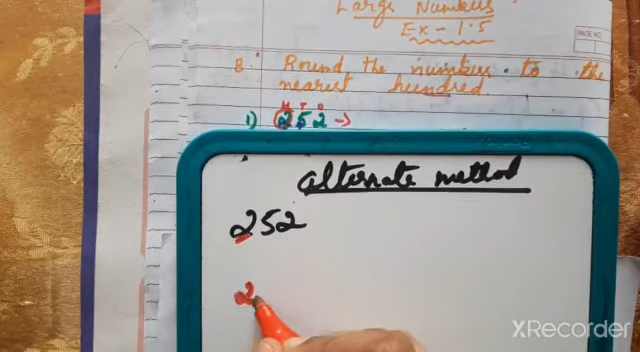 Large Numbers
Ex - 1.5
PAGE NO.
B Round the numbers to the
nearest hundred.
H T O
1) 252 →
alternate method
252
2
XRecorder